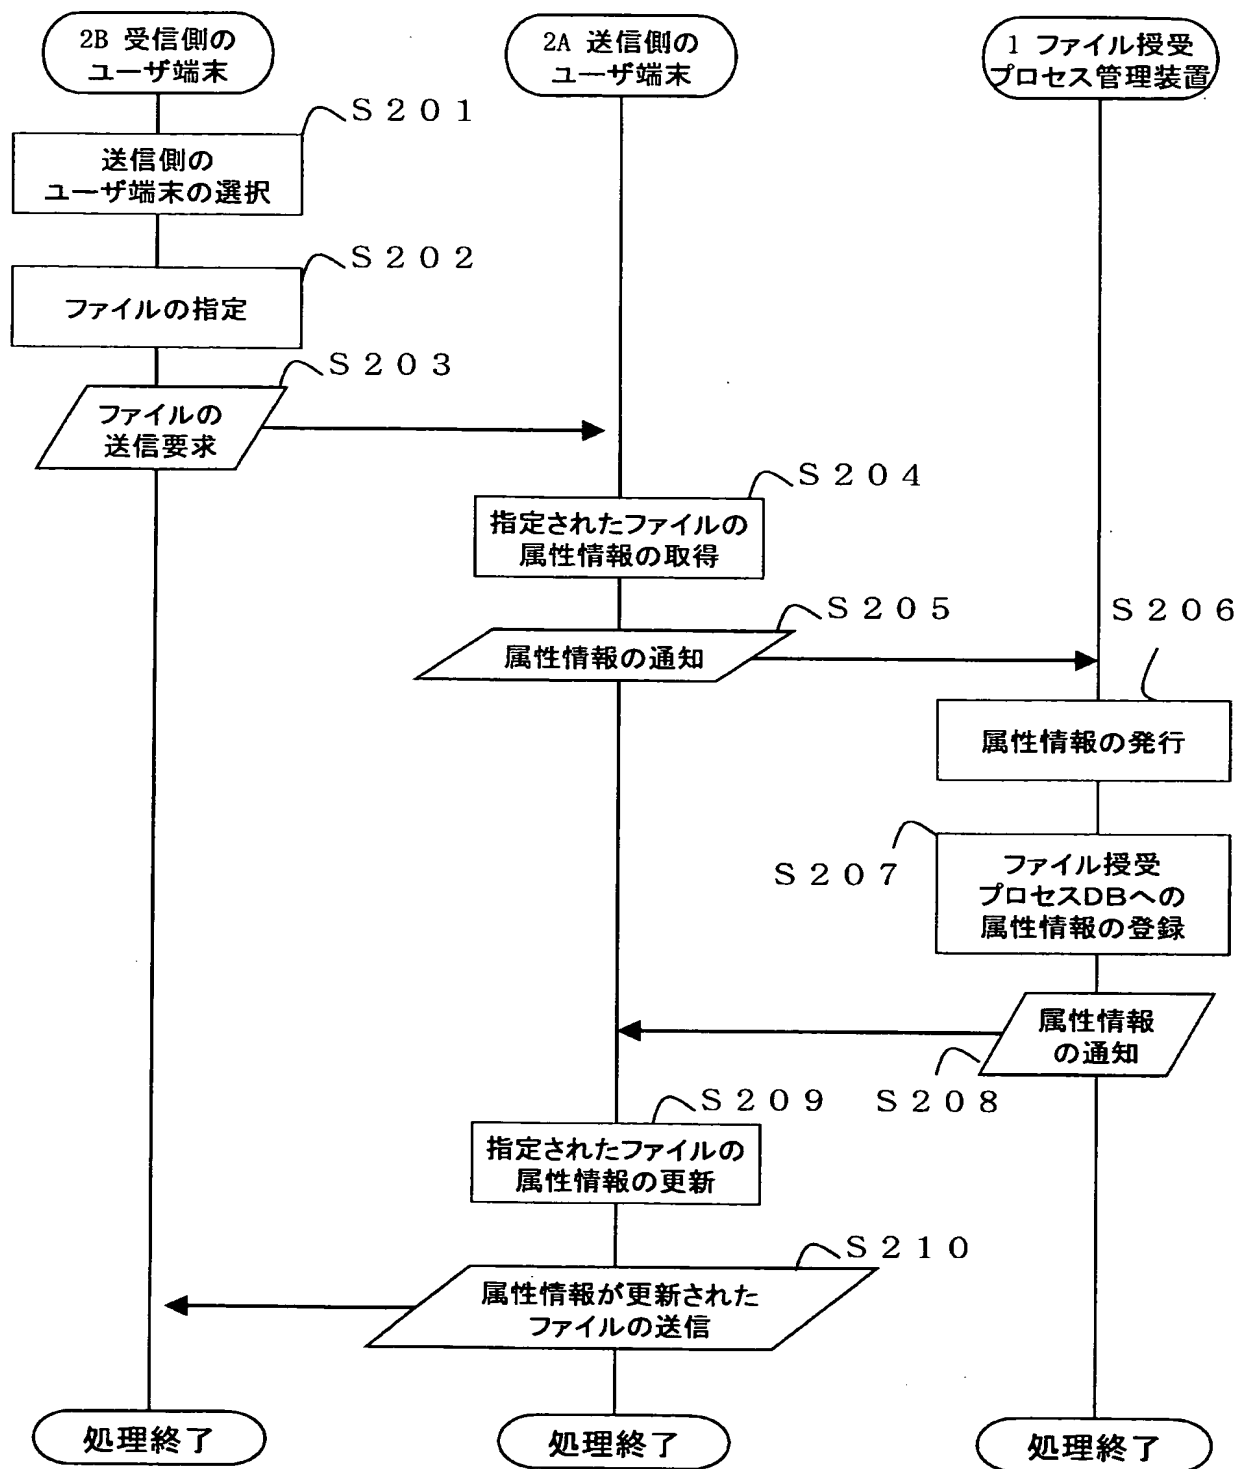 2B 受信側の
ユーザ端末
2A 送信側の
ユーザ端末
1 ファイル授受
プロセス管理装置
S201
送信側の
ユーザ端末の選択
S202
ファイルの指定
S203
ファイルの
送信要求
S204
指定されたファイルの
属性情報の取得
S205
属性情報の通知
S206
属性情報の発行
S207
ファイル授受
プロセスDBへの
属性情報の登録
属性情報
の通知
S208
S209
指定されたファイルの
属性情報の更新
S210
属性情報が更新された
ファイルの送信
処理終了
処理終了
処理終了